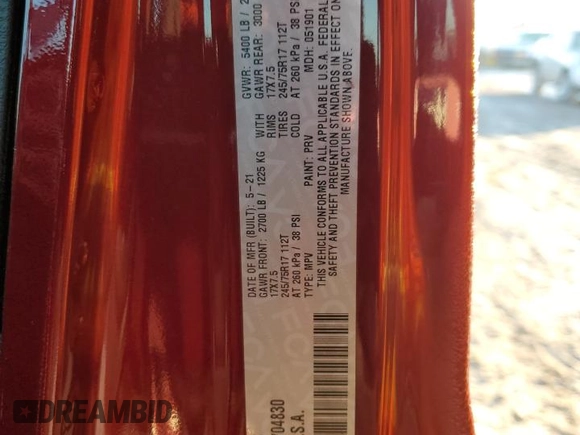 DATE OF MFR (BUILT): 5-21 GVWR: 5400 LB / 2
GAWR FRONT: 2700 LB / 1225 KG WITH GAWR REAR: 3000
17X7.5 RIMS 17X7.5
245/75R17 112T TIRES 245/75R17 112T
AT 260 kPa / 38 PSI COLD AT 260 kPa / 38 PSI
TYPE: MPV PAINT: PRV MDH: 051901
THIS VEHICLE CONFORMS TO ALL APPLICABLE U.S.A. FEDERAL
SAFETY AND THEFT PREVENTION STANDARDS IN EFFECT ON
MANUFACTURE SHOWN ABOVE.
04830
S.A.
DREAMBID